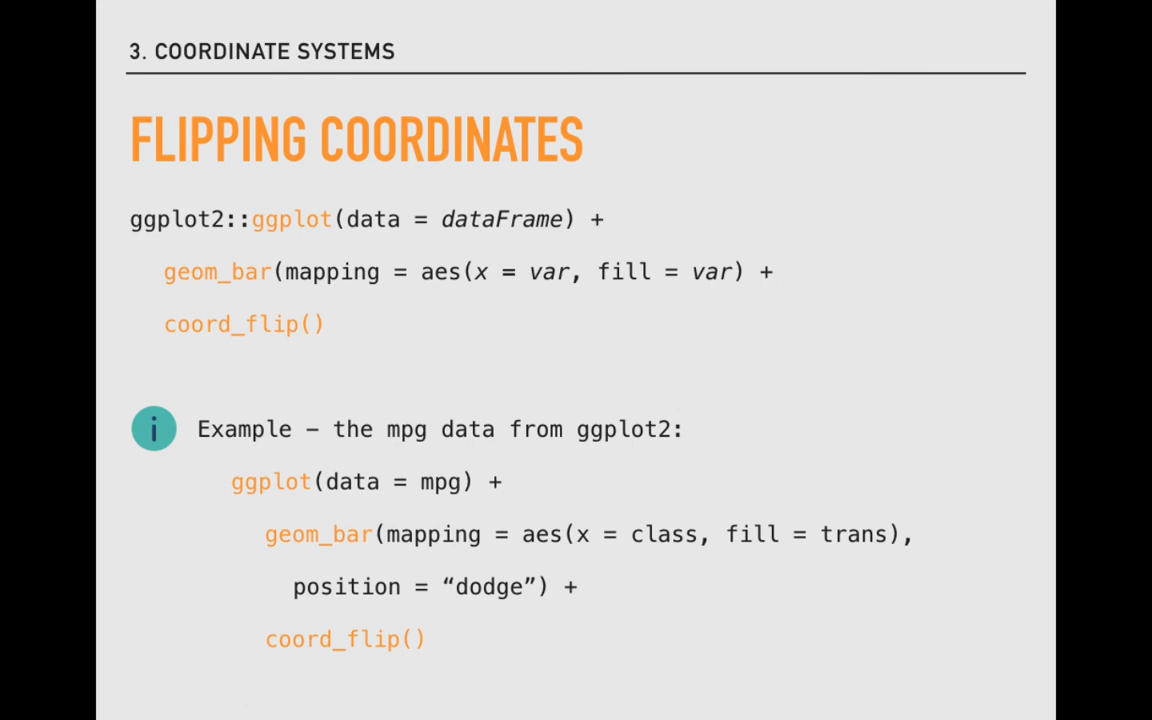 3. COORDINATE SYSTEMS
FLIPPING COORDINATES
ggplot2::ggplot(data = dataFrame) +
geom_bar(mapping = aes(x = var, fill = var) +
coord_flip()
i
Example – the mpg data from ggplot2:
ggplot(data = mpg) +
geom_bar(mapping = aes(x = class, fill = trans),
position = “dodge”) +
coord_flip()